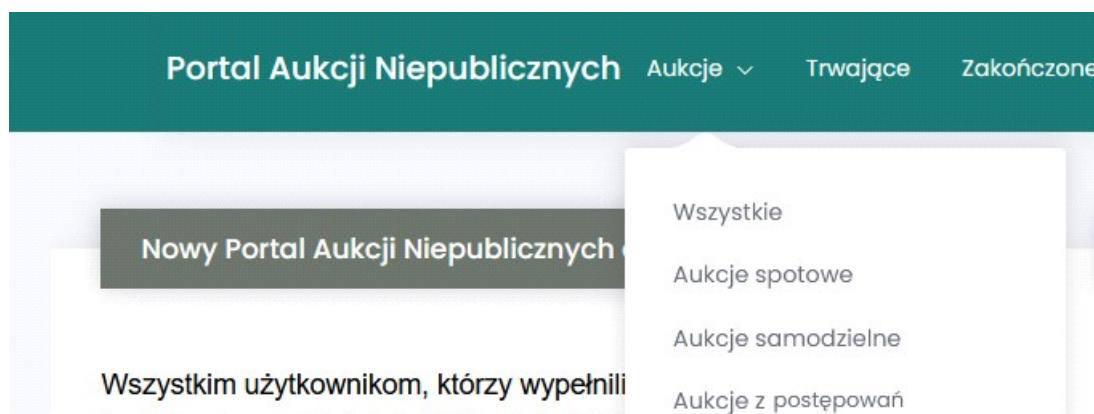 Portal Aukcji Niepublicznych Aukcje Trwające Zakończone
Wszystkie
Nowy Portal Aukcji Niepublicznych
Aukcje spotowe
Aukcje samodzielne
Wszystkim użytkownikom, którzy wypełnili
Aukcje z postępowań